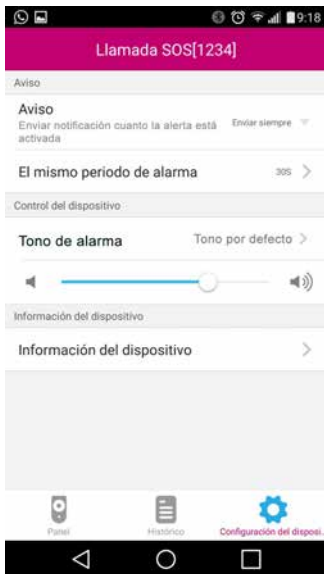 9:18
Llamada SOS[1234]
Aviso
Aviso
Enviar notificación cuanto la alerta está
activada
Enviar siempre
El mismo periodo de alarma
30S
Control del dispositivo
Tono de alarma
Tono por defecto
Información del dispositivo
Información del dispositivo
Panel
Histórico
Configuración del disposi..